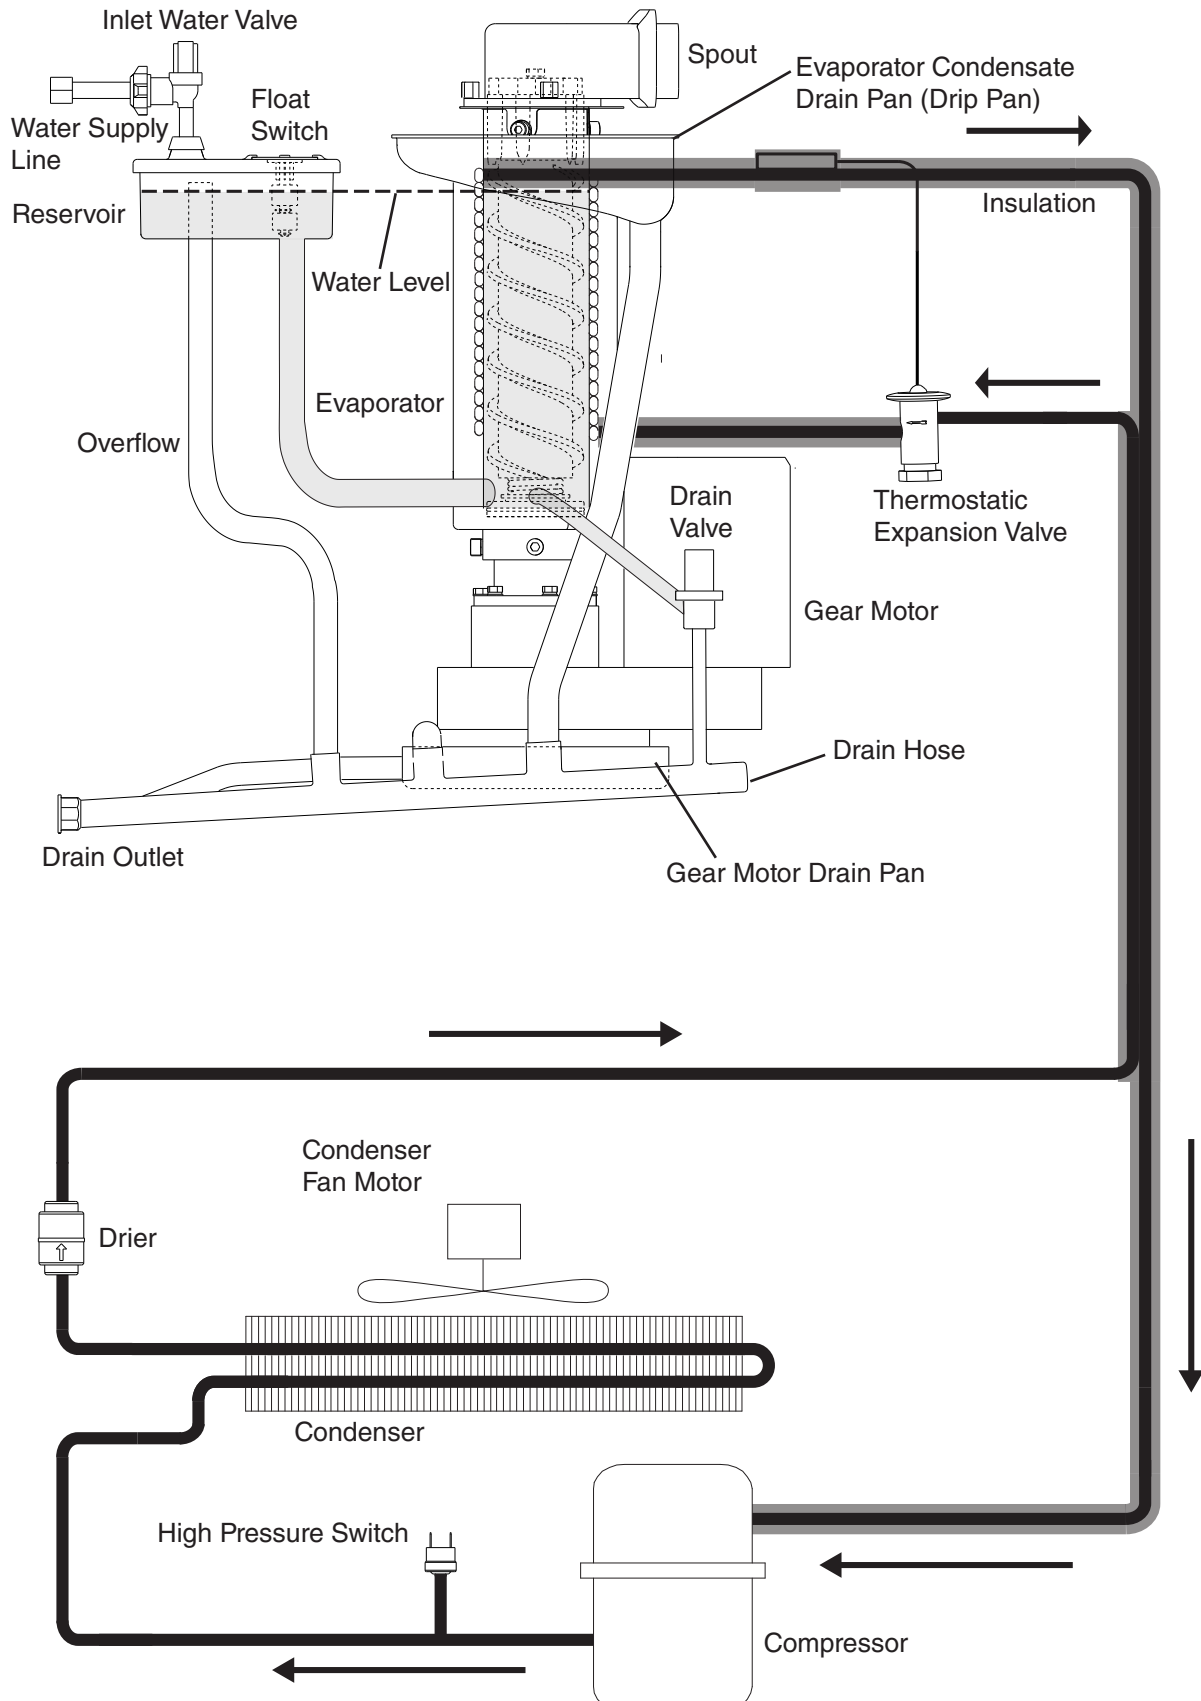 Inlet Water Valve
Spout
Evaporator Condensate
Drain Pan (Drip Pan)
Float
Switch
Water Supply
Line
Reservoir
Insulation
Water Level
Evaporator
Overflow
Drain
Valve
Thermostatic
Expansion Valve
Gear Motor
Drain Hose
Drain Outlet
Gear Motor Drain Pan
Condenser
Fan Motor
Drier
Condenser
High Pressure Switch
Compressor